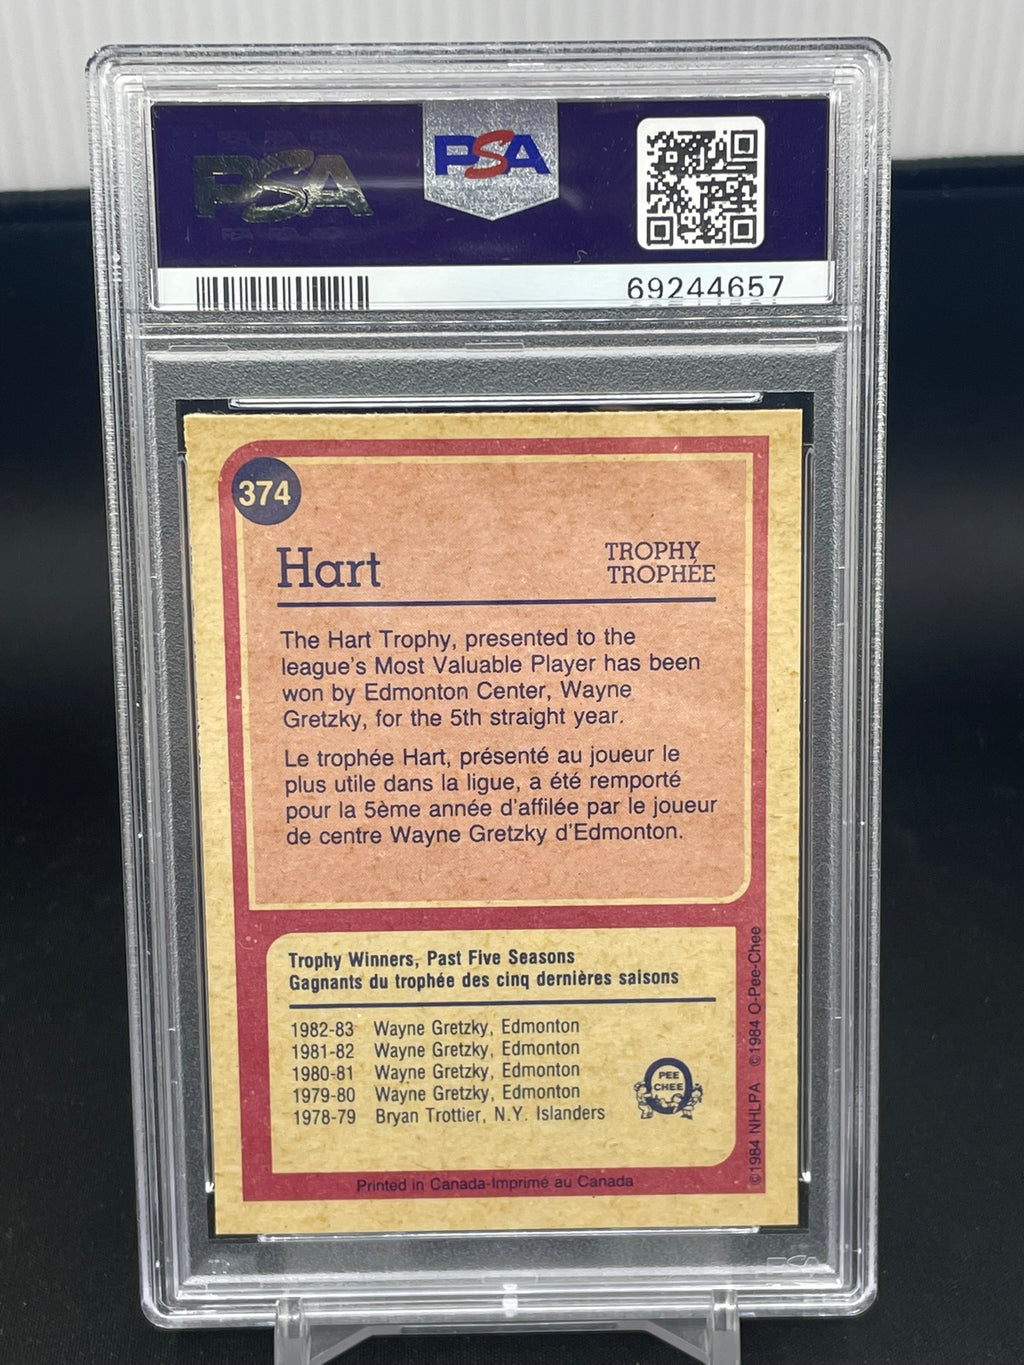 PSA
PSA
69244657
374
Hart
TROPHY
TROPHÉE
The Hart Trophy, presented to the
league's Most Valuable Player has been
won by Edmonton Center, Wayne
Gretzky, for the 5th straight year.
Le trophée Hart, présenté au joueur le
plus utile dans la ligue, a été remporté
pour la 5ème année d'affilée par le joueur
de centre Wayne Gretzky d'Edmonton.
Trophy Winners, Past Five Seasons
Gagnants du trophée des cinq dernières saisons
1982-83 Wayne Gretzky, Edmonton
1981-82 Wayne Gretzky, Edmonton
1980-81 Wayne Gretzky, Edmonton
1979-80 Wayne Gretzky, Edmonton
1978-79 Bryan Trottier, N.Y. Islanders
PEE
CHEE
©1984 NHLPA ©1984 O-Pee-Chee
Printed in Canada-Imprimé au Canada
PSA